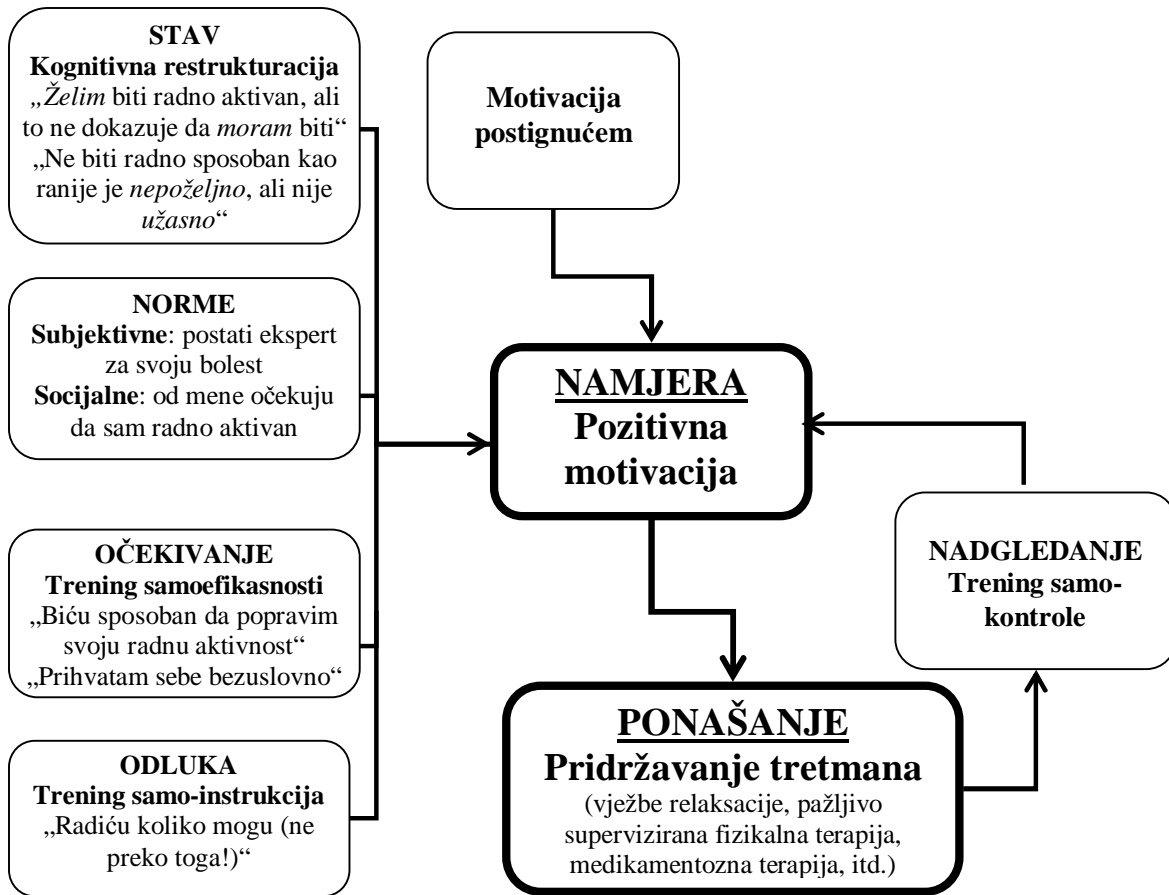 STAV
Kognitivna restrukturacija
„Želim biti radno aktivan, ali
to ne dokazuje da moram biti“
„Ne biti radno sposoban kao
ranije je nepoželjno, ali nije
užasno“
Motivacija
postignućem
NORME
Subjektivne: postati ekspert
za svoju bolest
Socijalne: od mene očekuju
da sam radno aktivan
NAMJERA
Pozitivna
motivacija
OČEKIVANJE
Trening samoefikasnosti
„Biću sposoban da popravim
svoju radnu aktivnost“
„Prihvatam sebe bezuslovno“
NADGLEDANJE
Trening samo-
kontrole
ODLUKA
Trening samo-instrukcija
„Radiću koliko mogu (ne
preko toga!)“
PONAŠANJE
Pridržavanje tretmana
(vježbe relaksacije, pažljivo
supervizirana fizikalna terapija,
medikamentozna terapija, itd.)